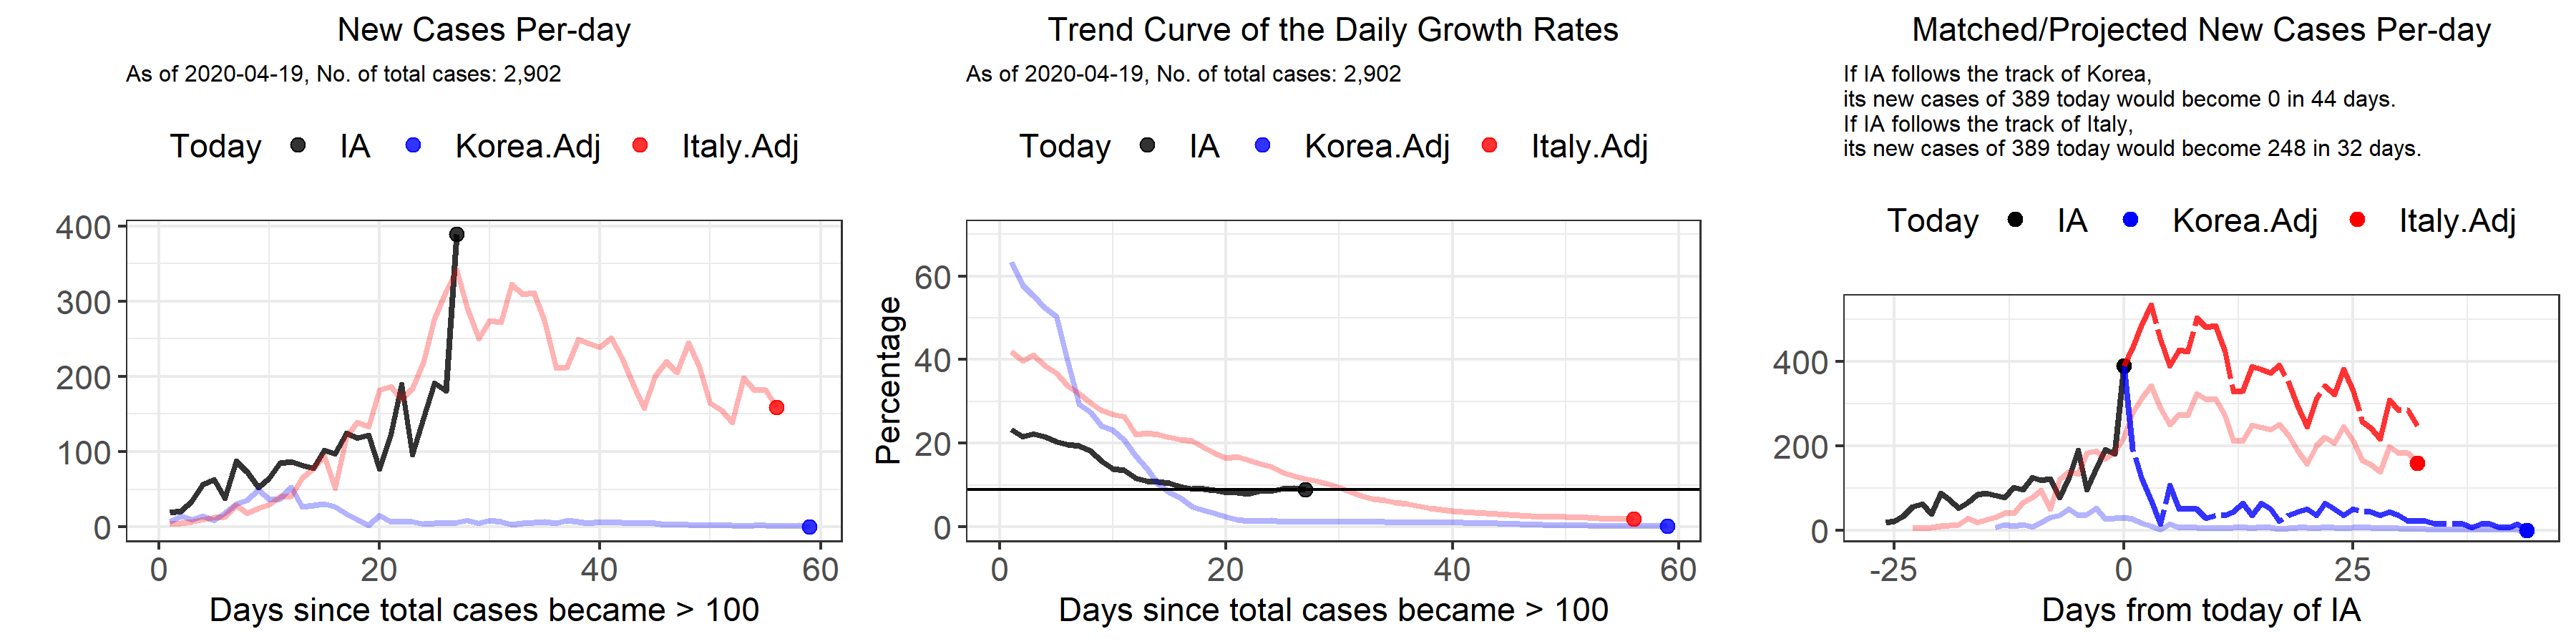 New Cases Per-day
As of 2020-04-19, No. of total cases: 2,902
Today IA Korea.Adj Italy.Adj
400
300
200
100
0
0 20 40 60
Days since total cases became > 100
Trend Curve of the Daily Growth Rates
As of 2020-04-19, No. of total cases: 2,902
Today IA Korea.Adj Italy.Adj
Percentage
60
40
20
0
0 20 40 60
Days since total cases became > 100
Matched/Projected New Cases Per-day
If IA follows the track of Korea,
its new cases of 389 today would become 0 in 44 days.
If IA follows the track of Italy,
its new cases of 389 today would become 248 in 32 days.
Today IA Korea.Adj Italy.Adj
400
200
0
-25 0 25
Days from today of IA